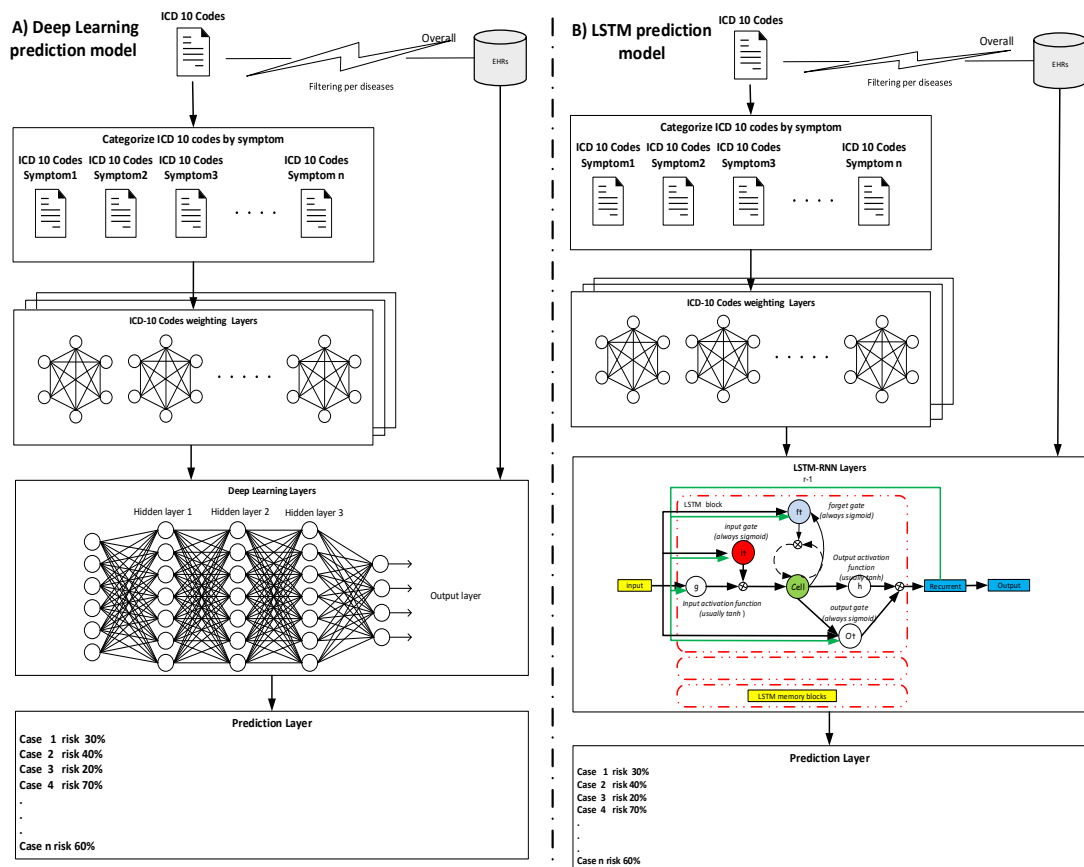 A) Deep Learning
prediction model
ICD 10 Codes
Overall
Filtering per diseases
EHRs
Categorize ICD 10 codes by symptom
ICD 10 Codes ICD 10 Codes ICD 10 Codes ICD 10 Codes
Symptom1 Symptom2 Symptom3 Symptom n
. . . .
ICD-10 Codes weighting Layers
. . . . .
Deep Learning Layers
Hidden layer 1 Hidden layer 2 Hidden layer 3
Output layer
Prediction Layer
Case 1 risk 30%
Case 2 risk 40%
Case 3 risk 20%
Case 4 risk 70%
.
.
.
Case n risk 60%
B) LSTM prediction
model
ICD 10 Codes
Overall
Filtering per diseases
EHRs
Categorize ICD 10 codes by symptom
ICD 10 Codes ICD 10 Codes ICD 10 Codes ICD 10 Codes
Symptom1 Symptom2 Symptom3 Symptom n
. . . .
ICD-10 Codes weighting Layers
. . . . .
LSTM-RNN Layers
r-1
LSTM block
ft
forget gate
(always sigmoid)
input gate
(always sigmoid)
it
Output activation
function
(usually tanh)
input
g
Cell
h
Recurrent
Output
Input activation function
(usually tanh )
output gate
(always sigmoid)
Ot
LSTM memory blocks
Prediction Layer
Case 1 risk 30%
Case 2 risk 40%
Case 3 risk 20%
Case 4 risk 70%
.
.
.
Case n risk 60%